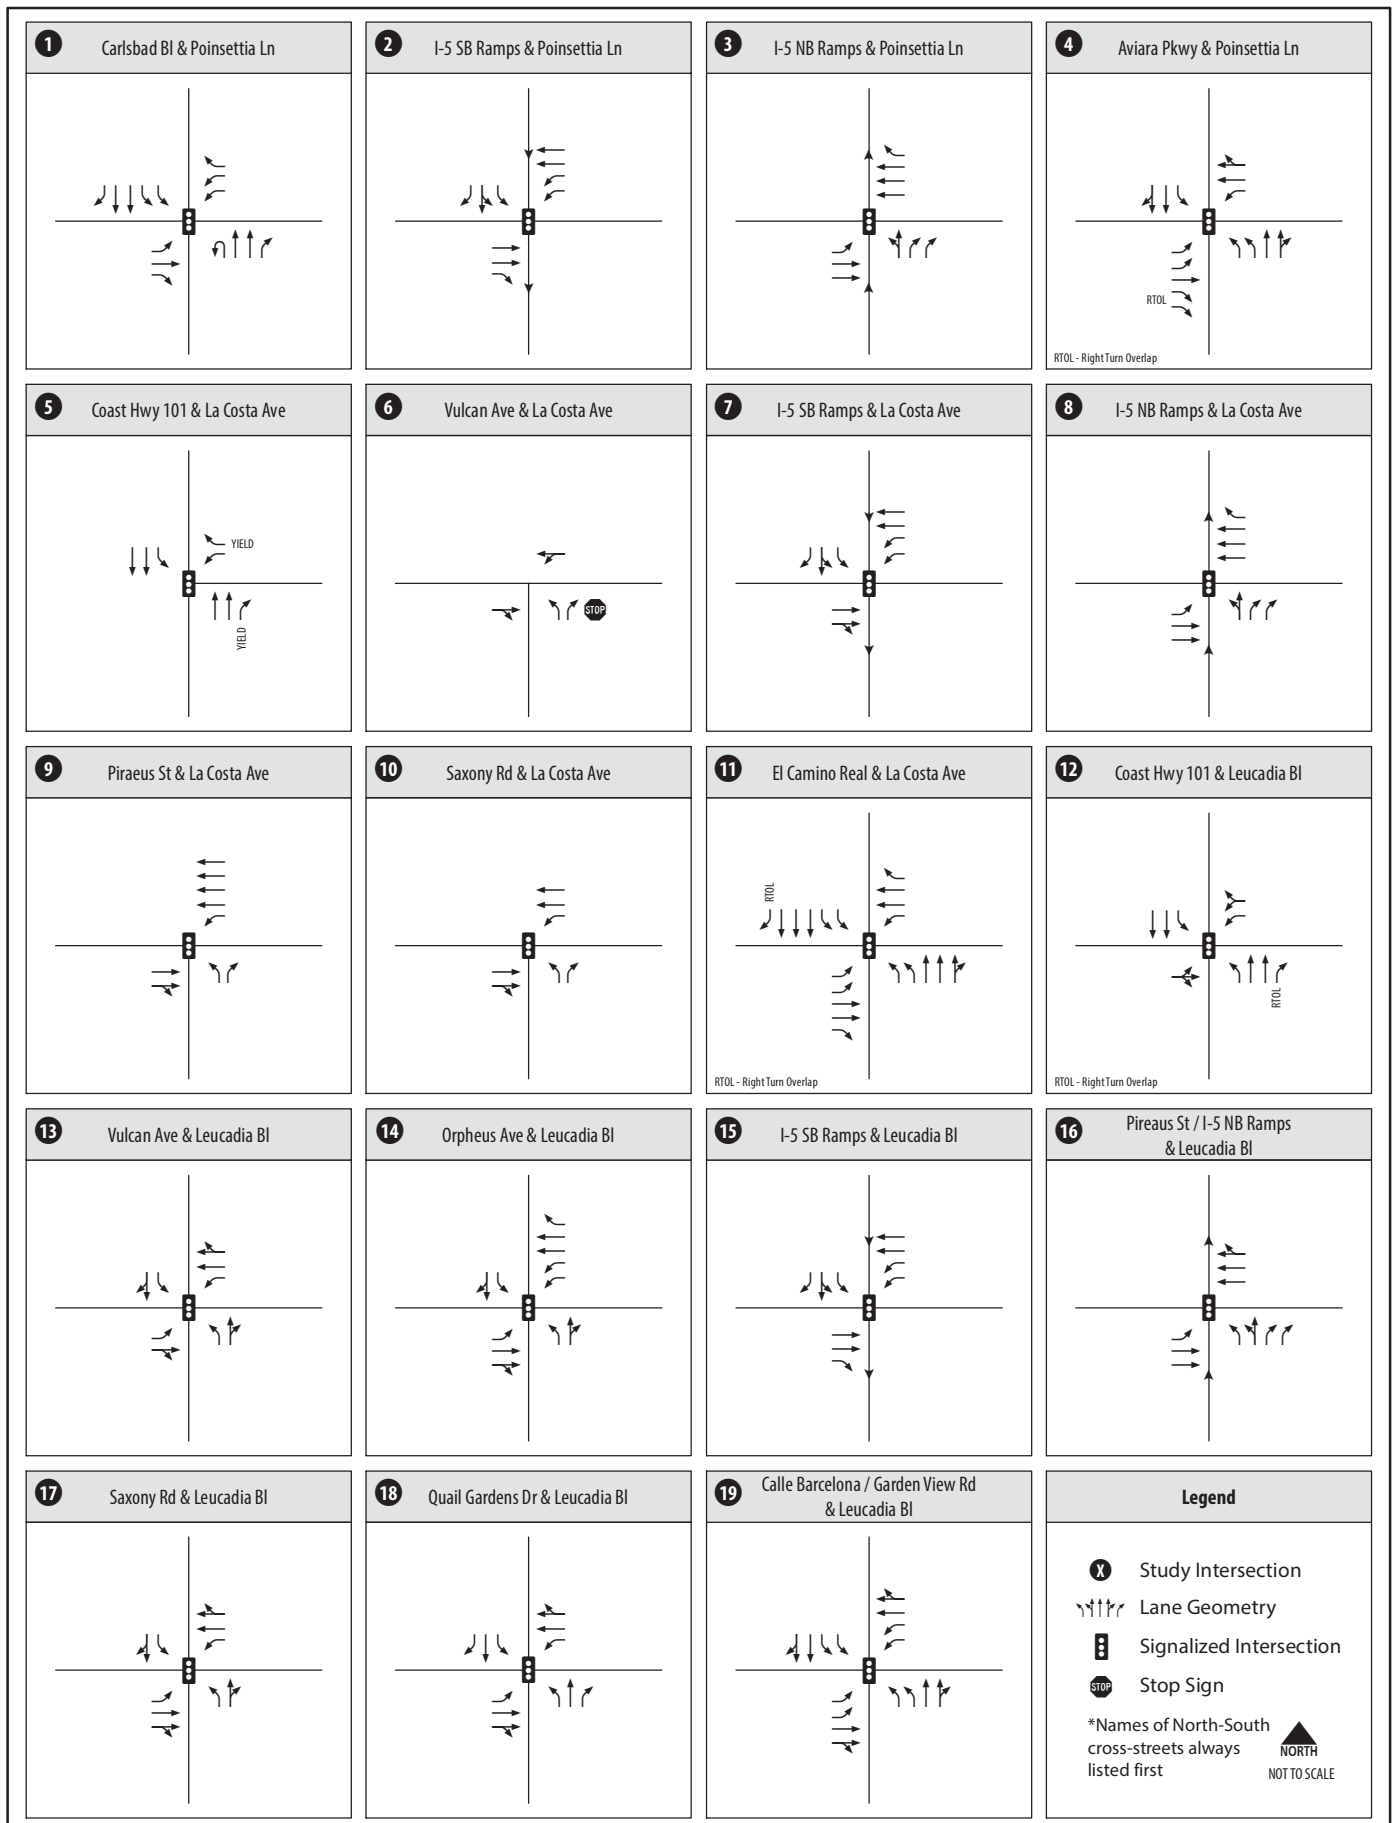 1 Carlsbad Bl & Poinsettia Ln
2 I-5 SB Ramps & Poinsettia Ln
3 I-5 NB Ramps & Poinsettia Ln
4 Aviara Pkwy & Poinsettia Ln
RTOL
RTOL - Right Turn Overlap
5 Coast Hwy 101 & La Costa Ave
YIELD
YIELD
6 Vulcan Ave & La Costa Ave
STOP
7 I-5 SB Ramps & La Costa Ave
8 I-5 NB Ramps & La Costa Ave
9 Piraeus St & La Costa Ave
10 Saxony Rd & La Costa Ave
11 El Camino Real & La Costa Ave
RTOL
RTOL - Right Turn Overlap
12 Coast Hwy 101 & Leucadia Bl
RTOL
RTOL - Right Turn Overlap
13 Vulcan Ave & Leucadia Bl
14 Orpheus Ave & Leucadia Bl
15 I-5 SB Ramps & Leucadia Bl
16 Pireaus St / I-5 NB Ramps
& Leucadia Bl
17 Saxony Rd & Leucadia Bl
18 Quail Gardens Dr & Leucadia Bl
19 Calle Barcelona / Garden View Rd
& Leucadia Bl
Legend
X Study Intersection
Lane Geometry
Signalized Intersection
STOP Stop Sign
*Names of North-South
cross-streets always
listed first
NORTH
NOT TO SCALE